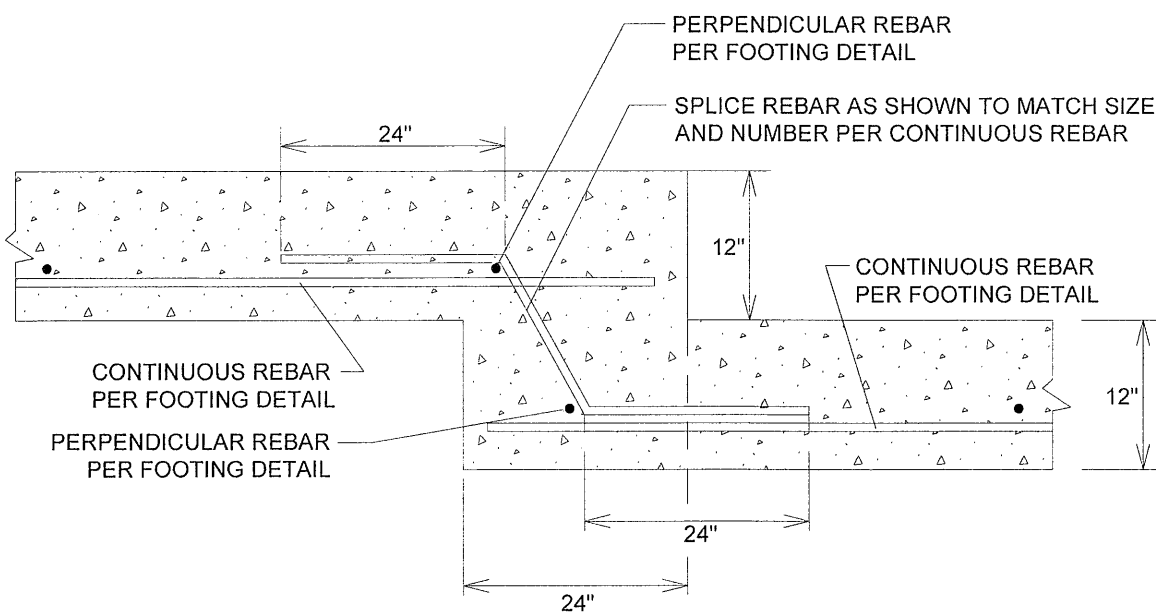 PERPENDICULAR REBAR
PER FOOTING DETAIL
SPLICE REBAR AS SHOWN TO MATCH SIZE
AND NUMBER PER CONTINUOUS REBAR
24"
12"
CONTINUOUS REBAR
PER FOOTING DETAIL
CONTINUOUS REBAR
PER FOOTING DETAIL
12"
PERPENDICULAR REBAR
PER FOOTING DETAIL
24"
24"